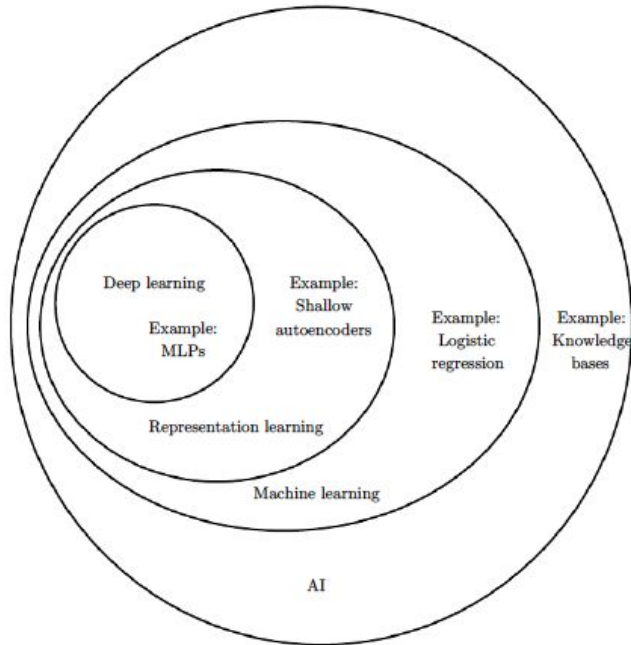 Deep learning
Example:
MLPs
Example:
Shallow
autoencoders
Example:
Logistic
regression
Example:
Knowledge
bases
Representation learning
Machine learning
AI